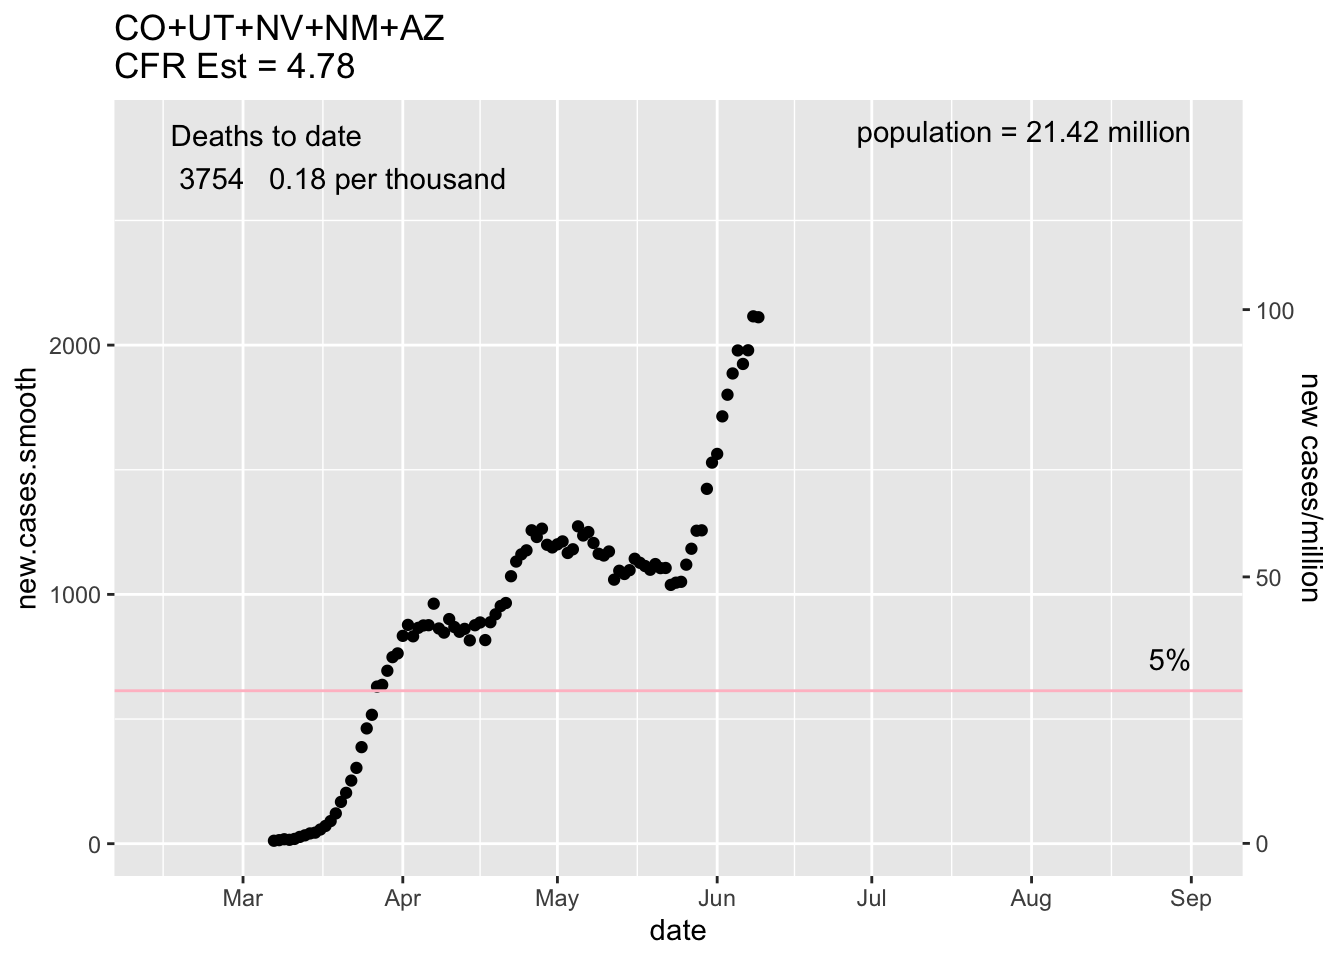 CO+UT+NV+NM+AZ
CFR Est = 4.78
Deaths to date
3754 0.18 per thousand
population = 21.42 million
2000
1000
0
new.cases.smooth
100
50
0
new cases/million
5%
Mar Apr May Jun Jul Aug Sep
date